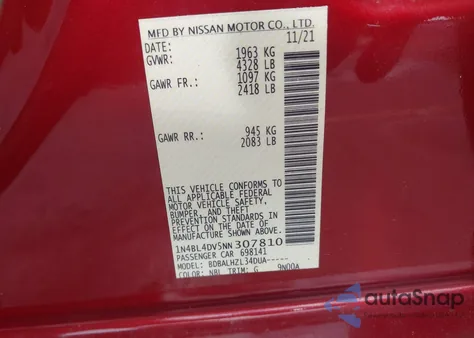 MFD BY NISSAN MOTOR CO., LTD.
DATE: 11/21
GVWR: 1963 KG
4328 LB
GAWR FR.: 1097 KG
2418 LB
GAWR RR.: 945 KG
2083 LB
THIS VEHICLE CONFORMS TO
ALL APPLICABLE FEDERAL
MOTOR VEHICLE SAFETY,
BUMPER, AND THEFT
PREVENTION STANDARDS IN
EFFECT ON THE DATE OF
MANUFACTURE SHOWN ABOVE.
1N4BL4DV5NN307810
PASSENGER CAR 698141
MODEL: BDBALHZL34DUA-----
COLOR: NBL TRIM: G 9N00A
autoSnap